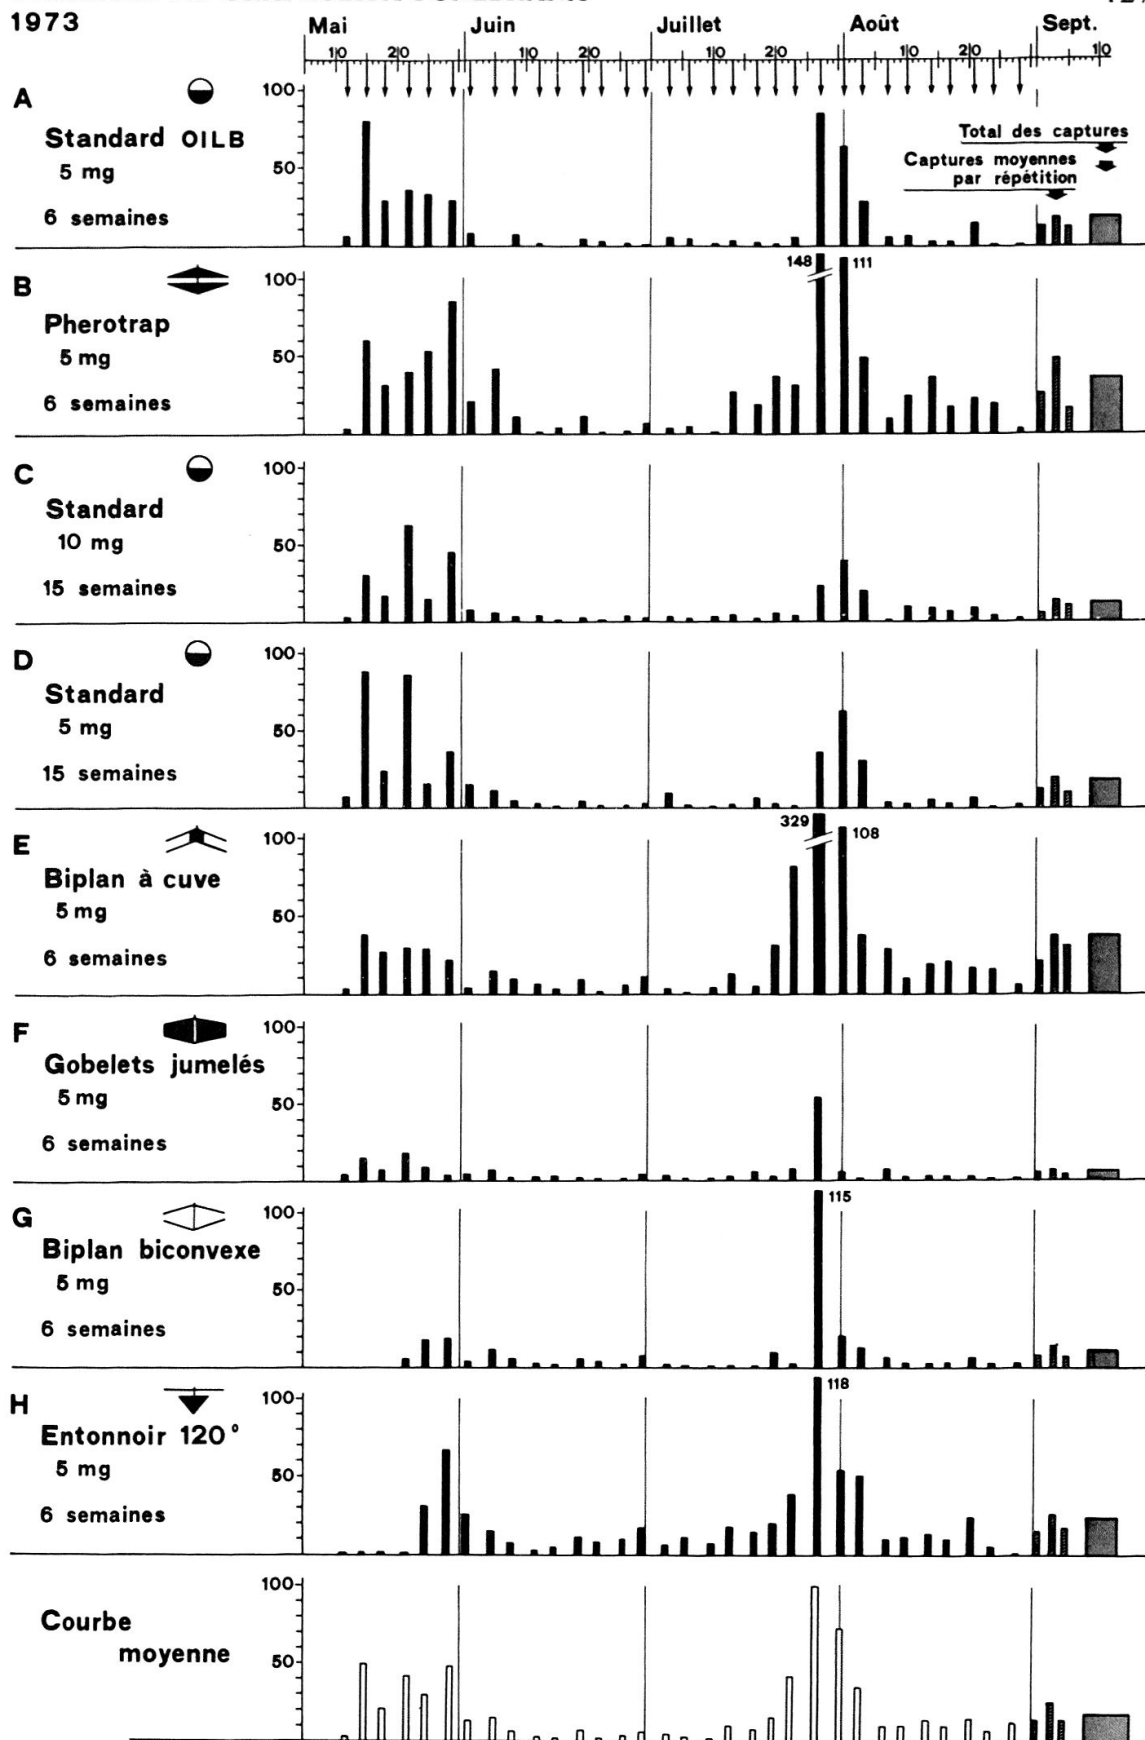 1973
Mai Juin Juillet Août Sept.
10 20 10 20 10 20 10 20 10
A
Standard OILB
5 mg
6 semaines
100
50
Total des captures
Captures moyennes
par répétition
B
Pherotrap
5 mg
6 semaines
100
50
148 111
C
Standard
10 mg
15 semaines
100
50
D
Standard
5 mg
15 semaines
100
50
E
Biplan à cuve
5 mg
6 semaines
100
50
329 108
F
Gobelets jumelés
5 mg
6 semaines
100
50
G
Biplan biconvexe
5 mg
6 semaines
100
50
115
H
Entonnoir 120°
5 mg
6 semaines
100
50
118
Courbe
moyenne
100
50